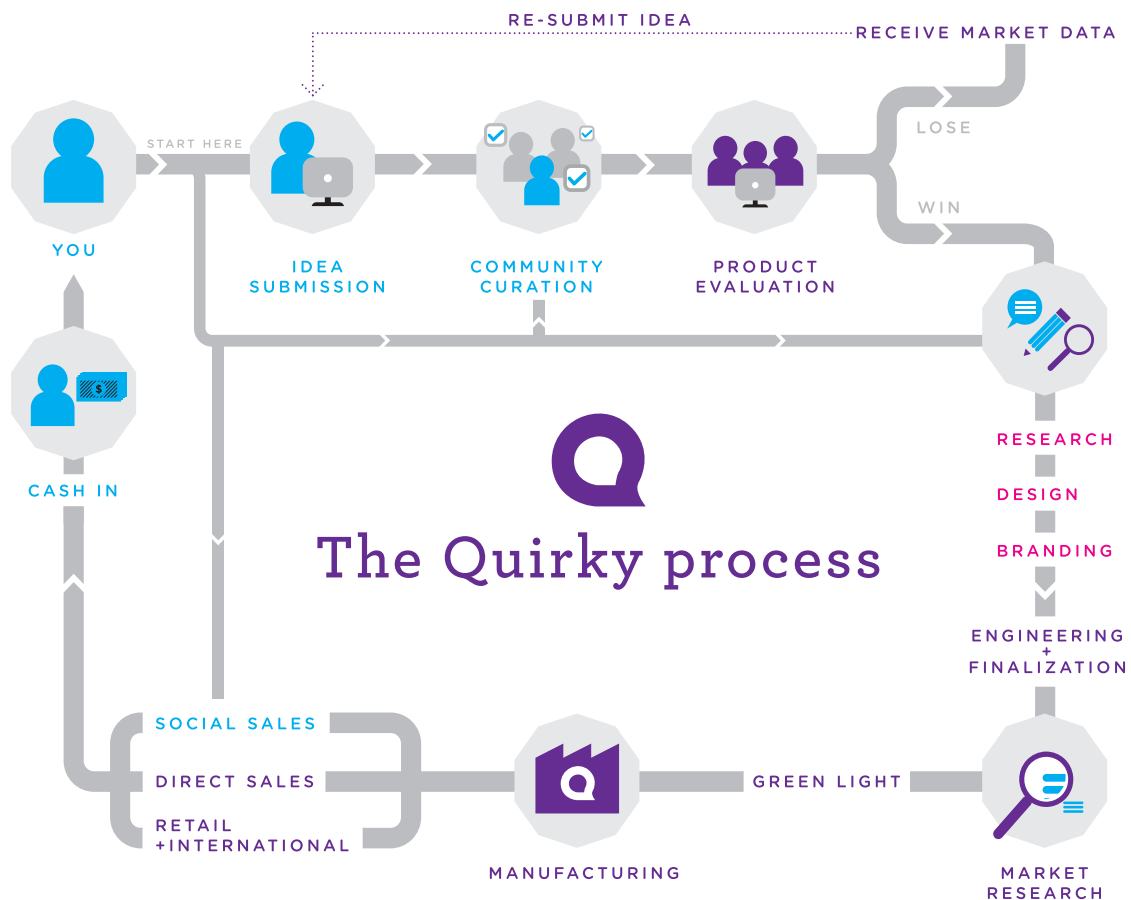 RE-SUBMIT IDEA
RECEIVE MARKET DATA
START HERE
LOSE
WIN
YOU
IDEA
SUBMISSION
COMMUNITY
CURATION
PRODUCT
EVALUATION
$
CASH IN
RESEARCH
DESIGN
BRANDING
The Quirky process
ENGINEERING
+
FINALIZATION
SOCIAL SALES
DIRECT SALES
RETAIL
+INTERNATIONAL
GREEN LIGHT
MANUFACTURING
MARKET
RESEARCH